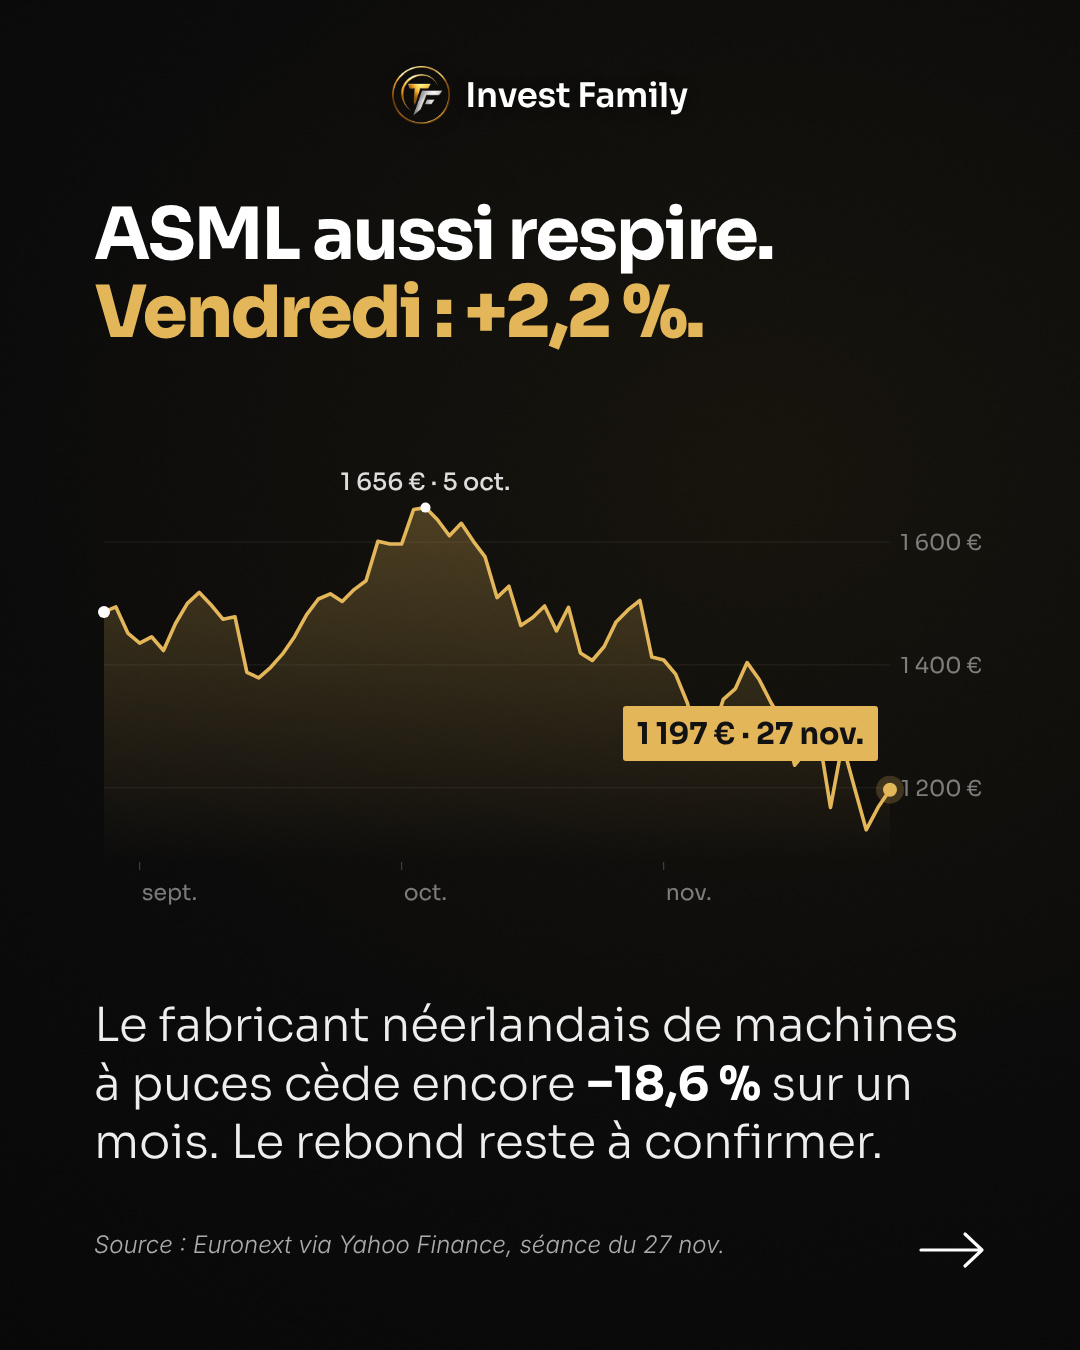 TF Invest Family
ASML aussi respire.
Vendredi : +2,2 %.
1 656 € · 5 oct.
1 600 €
1 400 €
1 197 € · 27 nov.
1 200 €
sept. oct. nov.
Le fabricant néerlandais de machines
à puces cède encore −18,6 % sur un
mois. Le rebond reste à confirmer.
Source : Euronext via Yahoo Finance, séance du 27 nov.